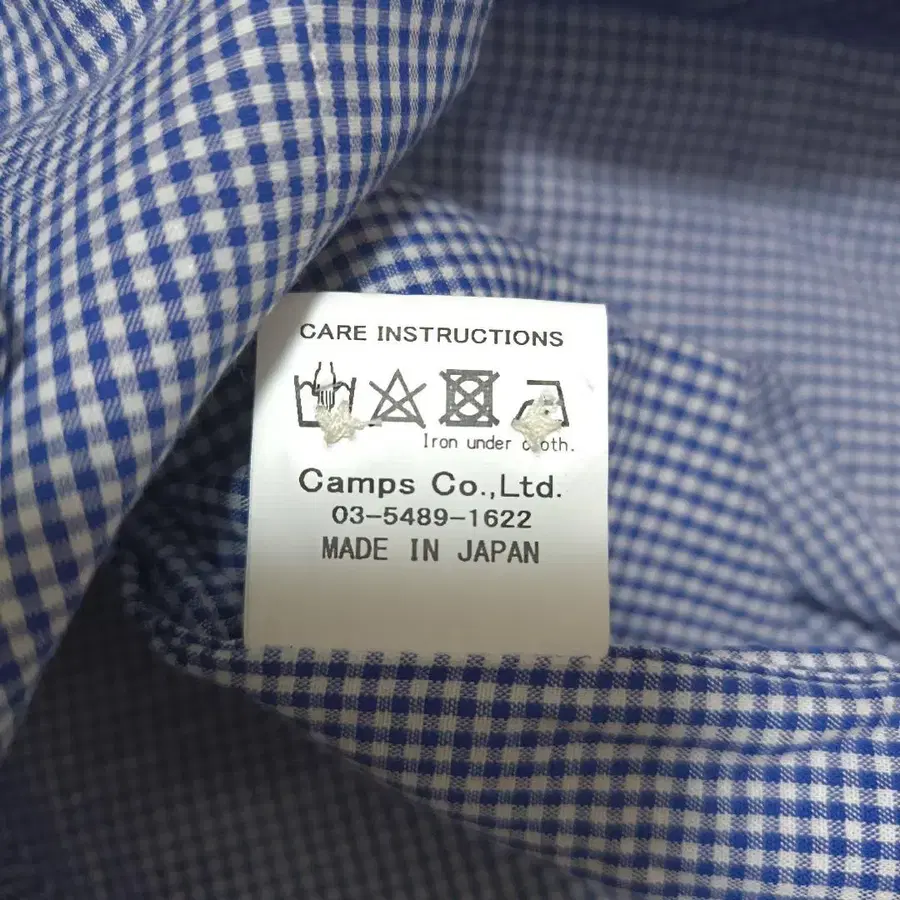 CARE INSTRUCTIONS
Iron under cloth.
Camps Co.,Ltd.
03-5489-1622
MADE IN JAPAN